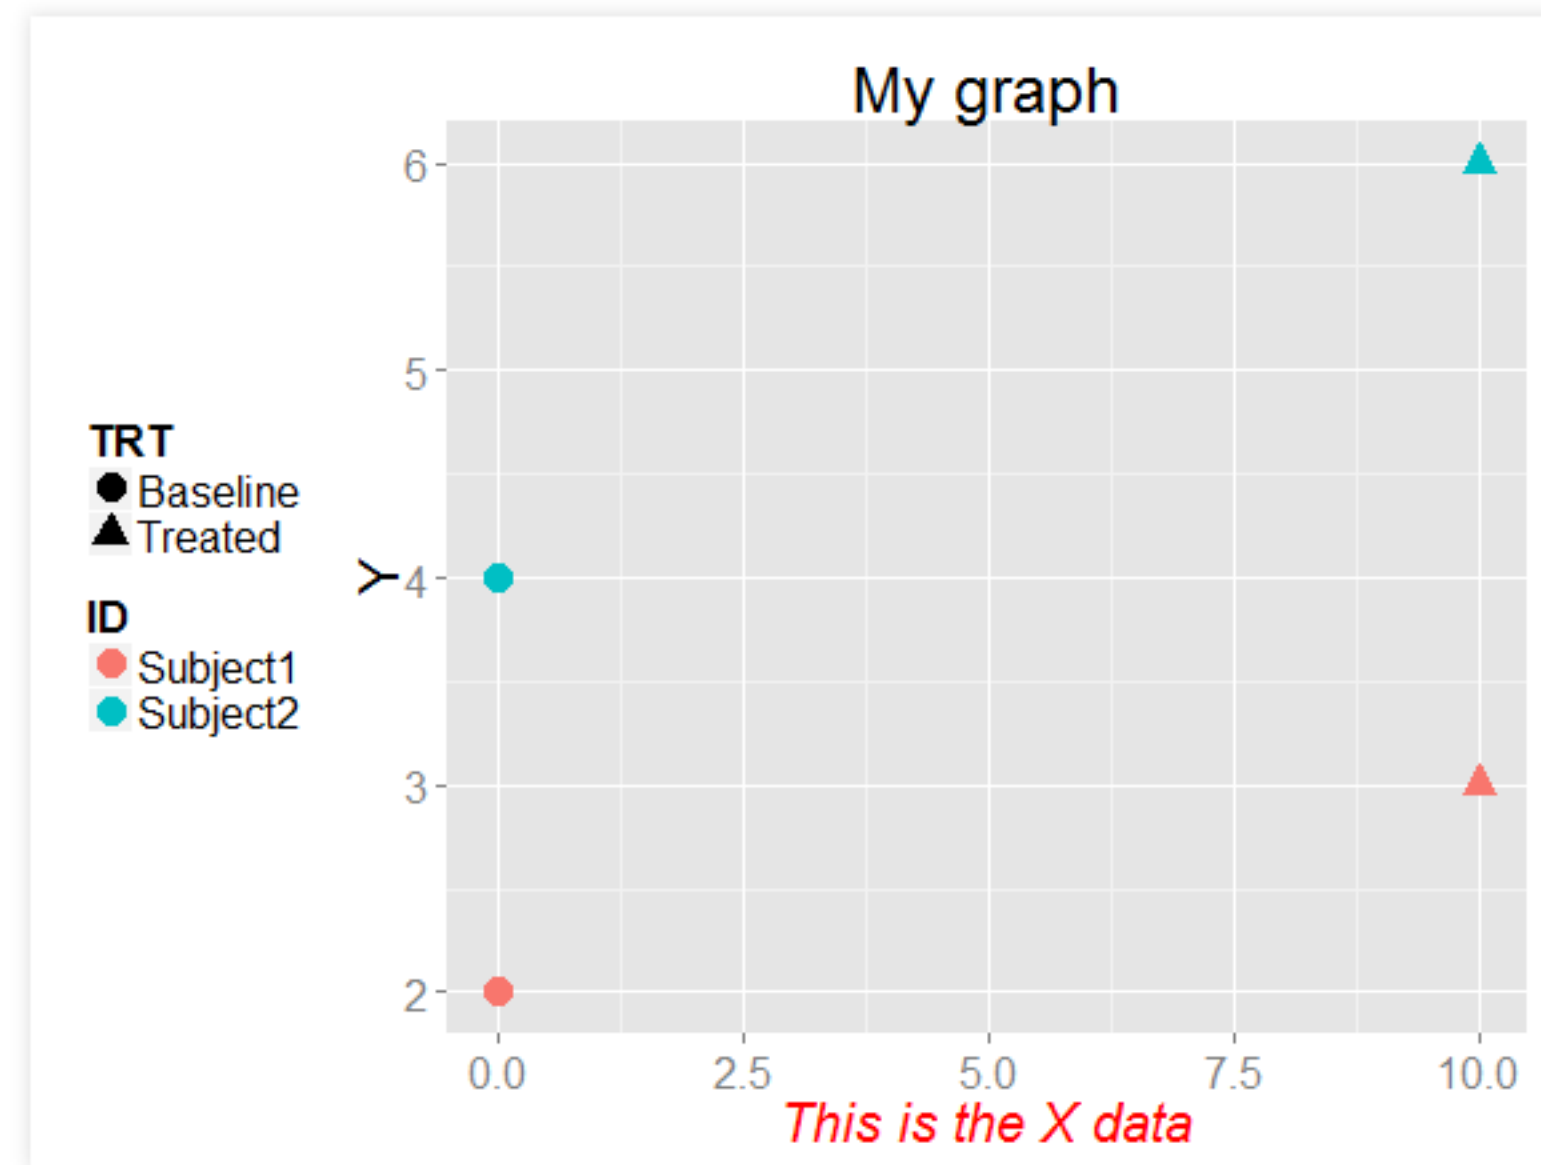 My graph
TRT
Baseline
Treated
ID
Subject1
Subject2
Y
6
5
4
3
2
0.0 2.5 5.0 7.5 10.0
This is the X data